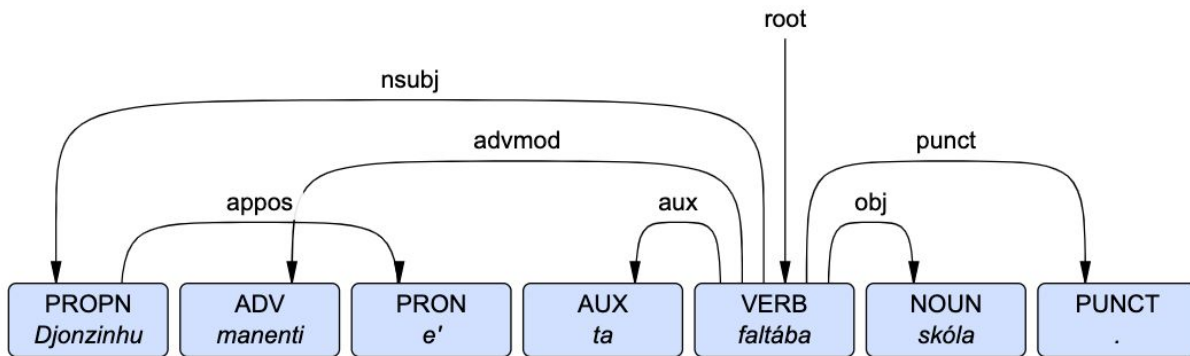 root
nsubj
advmod punct
appos aux obj
PROPN ADV PRON AUX VERB NOUN PUNCT
Djonzinhu manenti e' ta faltába skóla .